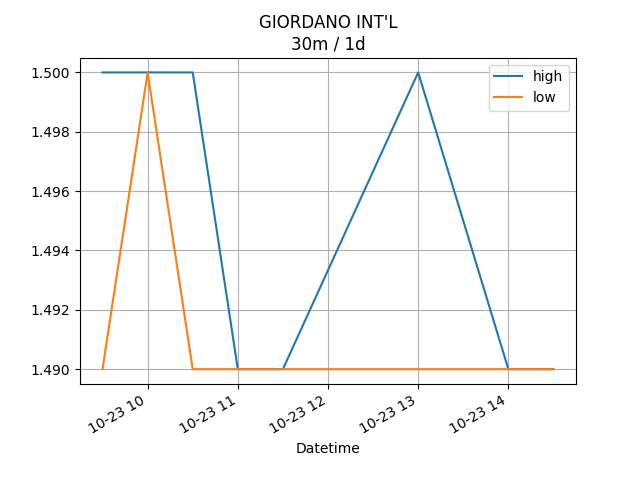 GIORDANO INT'L
30m / 1d
high
low
1.500
1.498
1.496
1.494
1.492
1.490
10-23 10
10-23 11
10-23 12
10-23 13
10-23 14
Datetime